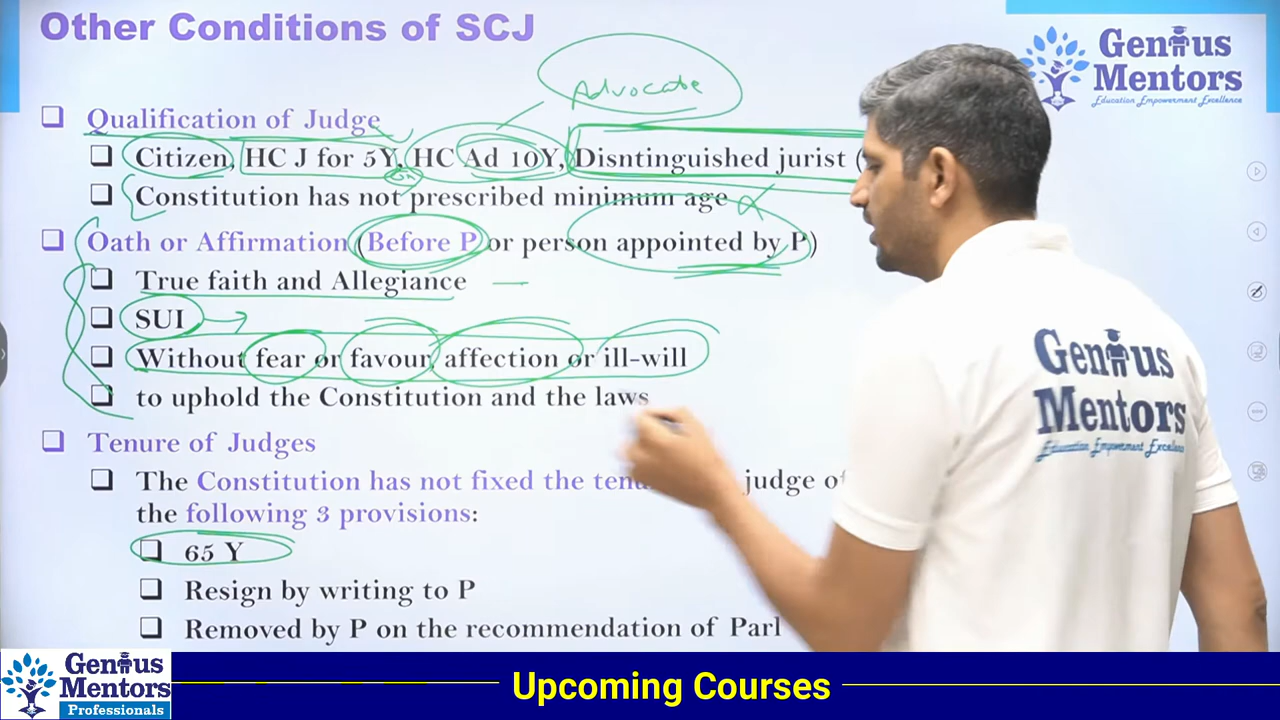 Other Conditions of SCJ
Genius
Mentors
Education Empowerment Excellence
Advocate
❑ Qualification of Judge
❑ Citizen, HC J for 5Y, HC Ad 10Y, Disntinguished jurist (
or
❑ Constitution has not prescribed minimum age
❑ Oath or Affirmation (Before P or person appointed by P)
❑ True faith and Allegiance
❑ SUI
❑ Without fear or favour, affection or ill-will
❑ to uphold the Constitution and the laws
❑ Tenure of Judges
❑ The Constitution has not fixed the judge of
the following 3 provisions:
❑ 65 Y
❑ Resign by writing to P
❑ Removed by P on the recommendation of Parl
Genius
Mentors
Education Empowerment Excellence
Genius
Mentors
Professionals
Upcoming Courses